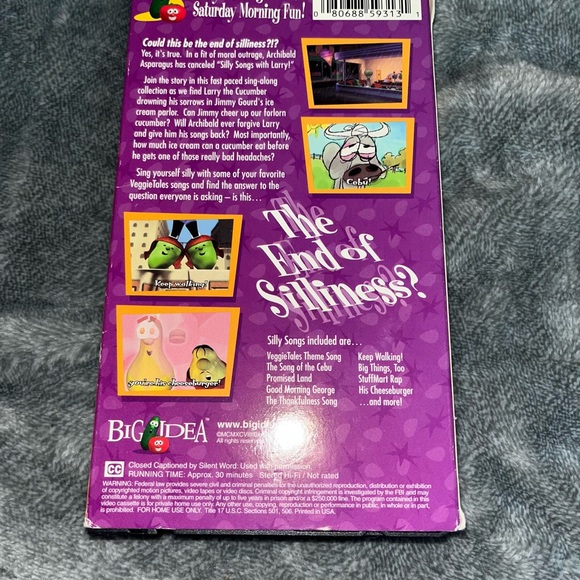 Saturday Morning Fun!
0 80688 59313 1
Could this be the end of silliness?!?
Yes, it's true. In a fit of moral outrage, Archibald
Asparagus has canceled "Silly Songs with Larry!"
Join the story in this fast paced sing-along
collection as we find Larry the Cucumber
drowning his sorrows in Jimmy Gourd's ice
cream parlor. Can Jimmy cheer up our forlorn
cucumber? Will Archibald ever forgive Larry
and give him his songs back? Most importantly,
how much ice cream can a cucumber eat before
he gets one of those really bad headaches?
Sing yourself silly with some of your favorite
VeggieTales songs and find the answer to the
question everyone is asking – is this...
Cebu!
Keep walking!
cheeseburger!
The
End of
Silliness?
Silly Songs included are...
VeggieTales Theme Song
The Song of the Cebu
Promised Land
Good Morning George
The Thankfulness Song
Keep Walking!
Big Things, Too
StuffMart Rap
His Cheeseburger
...and more!
BIG IDEA™
www.bigide
All rights reser
CC
Closed Captioned by Silent Word. Used with permission.
RUNNING TIME: Approx. 30 minutes Stereo Hi-Fi / Not rated
WARNING: Federal law provides severe civil and criminal penalties for the unauthorized reproduction, distribution or exhibition
of copyrighted motion pictures, video tapes or video discs. Criminal copyright infringement is investigated by the FBI and may
constitute a felony with a maximum penalty of up to five years in prison and/or a $250,000 fine. The program contained in this
video cassette is for private home use only. Any other use, copying, reproduction or performance in public, in whole or in part,
is prohibited. FOR HOME USE ONLY. Title 17 U.S.C. Sections 501, 506. Printed in USA.